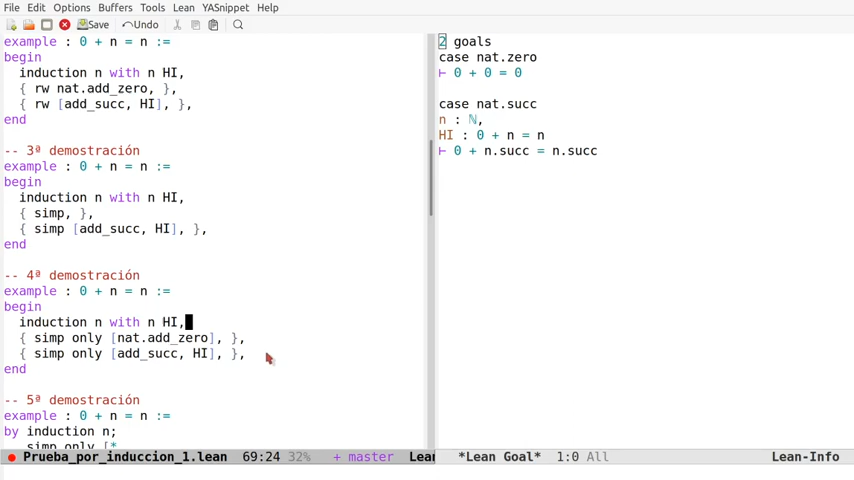 File Edit Options Buffers Tools Lean YASnippet Help
Save Undo
example : 0 + n = n :=
begin
  induction n with n HI,
  { rw nat.add_zero, },
  { rw [add_succ, HI], },
end
-- 3ª demostración
example : 0 + n = n :=
begin
  induction n with n HI,
  { simp, },
  { simp [add_succ, HI], },
end
-- 4ª demostración
example : 0 + n = n :=
begin
  induction n with n HI,
  { simp only [nat.add_zero], },
  { simp only [add_succ, HI], },
end
-- 5ª demostración
example : 0 + n = n :=
by induction n;
   simp only [*
Prueba_por_induccion_1.lean 69:24 32% + master Lean
2 goals
case nat.zero
⊢ 0 + 0 = 0
case nat.succ
n : ℕ,
HI : 0 + n = n
⊢ 0 + n.succ = n.succ
*Lean Goal* 1:0 All Lean-Info